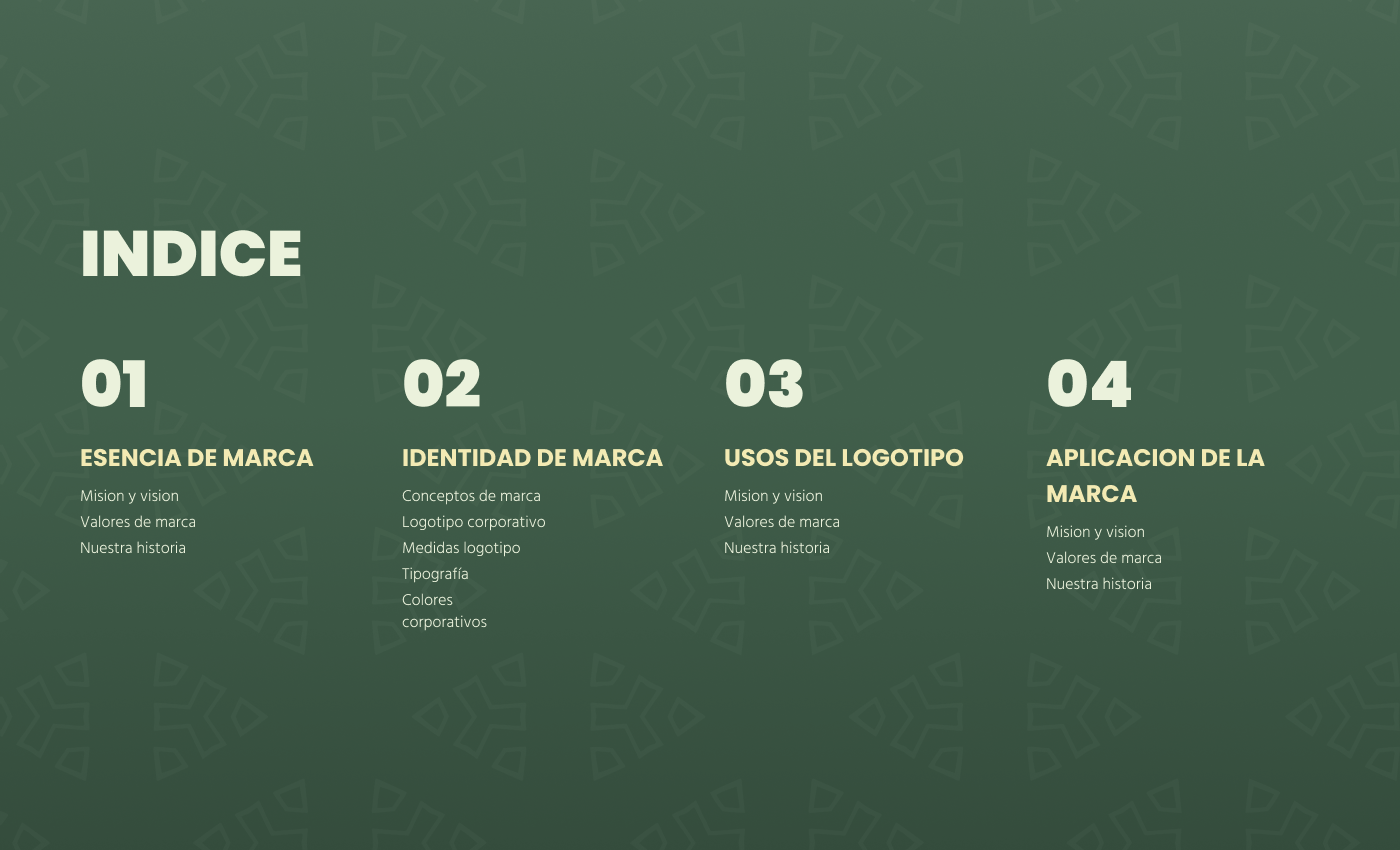 INDICE
01
ESENCIA DE MARCA
Mision y vision
Valores de marca
Nuestra historia
02
IDENTIDAD DE MARCA
Conceptos de marca
Logotipo corporativo
Medidas logotipo
Tipografía
Colores
corporativos
03
USOS DEL LOGOTIPO
Mision y vision
Valores de marca
Nuestra historia
04
APLICACION DE LA
MARCA
Mision y vision
Valores de marca
Nuestra historia